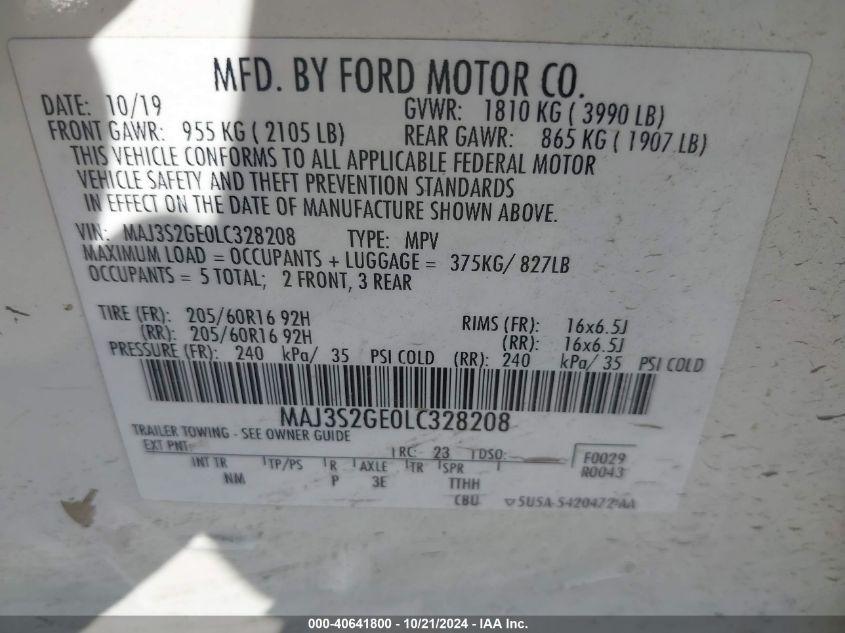 MFD. BY FORD MOTOR CO.
DATE: 10/19 GVWR: 1810 KG ( 3990 LB)
FRONT GAWR: 955 KG ( 2105 LB) REAR GAWR: 865 KG ( 1907 LB)
THIS VEHICLE CONFORMS TO ALL APPLICABLE FEDERAL MOTOR
VEHICLE SAFETY AND THEFT PREVENTION STANDARDS
IN EFFECT ON THE DATE OF MANUFACTURE SHOWN ABOVE.
VIN: MAJ3S2GE0LC328208 TYPE: MPV
MAXIMUM LOAD = OCCUPANTS + LUGGAGE = 375KG/ 827LB
OCCUPANTS = 5 TOTAL; 2 FRONT, 3 REAR
TIRE (FR): 205/60R16 92H RIMS (FR): 16x6.5J
(RR): 205/60R16 92H (RR): 16x6.5J
PRESSURE (FR): 240 kPa/ 35 PSI COLD (RR): 240 kPa/ 35 PSI COLD
MAJ3S2GE0LC328208
TRAILER TOWING - SEE OWNER GUIDE
EXT PNT: RC: 23 DSO: F0029
R0043
INT TR TP/PS R AXLE TR SPR
NM P 3E TTHH
CBU 5U5A-5420472-AA
000-40641800 - 10/21/2024 - IAA Inc.